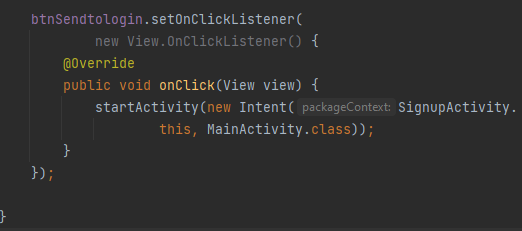 btnSendtologin.setOnClickListener(
new View.OnClickListener() {
@Override
public void onClick(View view) {
startActivity(new Intent( packageContext: SignupActivity.
this, MainActivity.class));
}
});
}